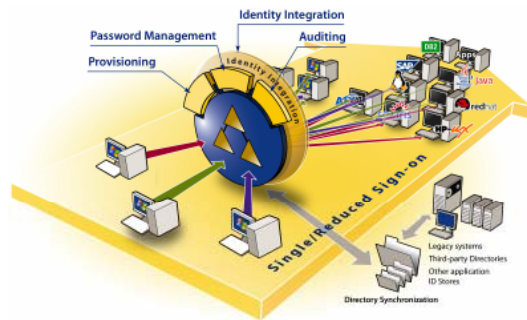 Identity Integration
Password Management
Auditing
Provisioning
Identity Integration
DB2
Apps
SAP
Java
redhat
HP-UX
Single/Reduced Sign-on
Legacy systems
Third-party Directories
Other application
ID Stores
Directory Synchronization